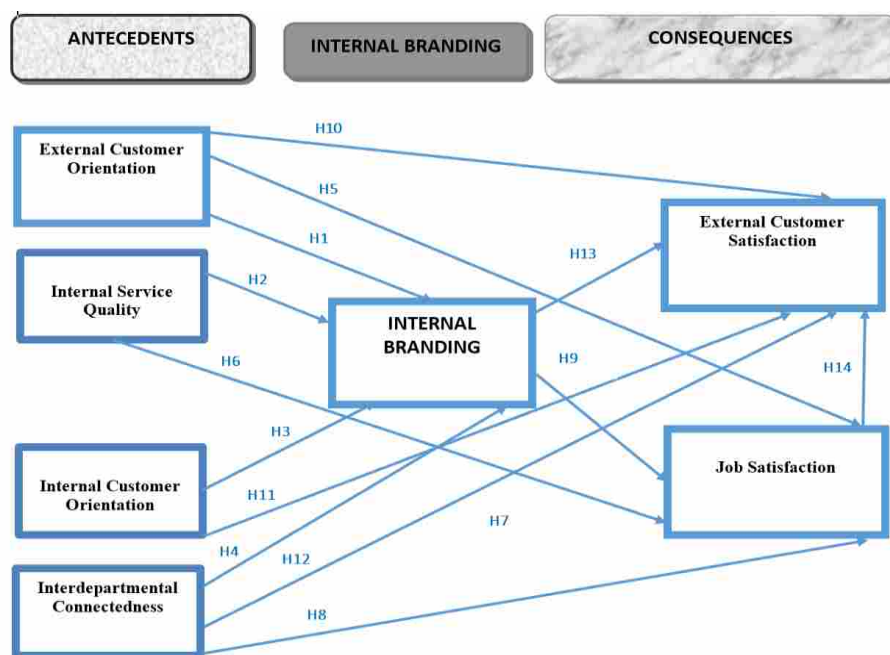 ANTECEDENTS
INTERNAL BRANDING
CONSEQUENCES
H10
External Customer
Orientation
H5
External Customer
Satisfaction
H1
H13
H2
Internal Service
Quality
INTERNAL
BRANDING
H6
H9
H14
H3
Internal Customer
Orientation
Job Satisfaction
H11
H7
H4
H12
Interdepartmental
Connectedness
H8